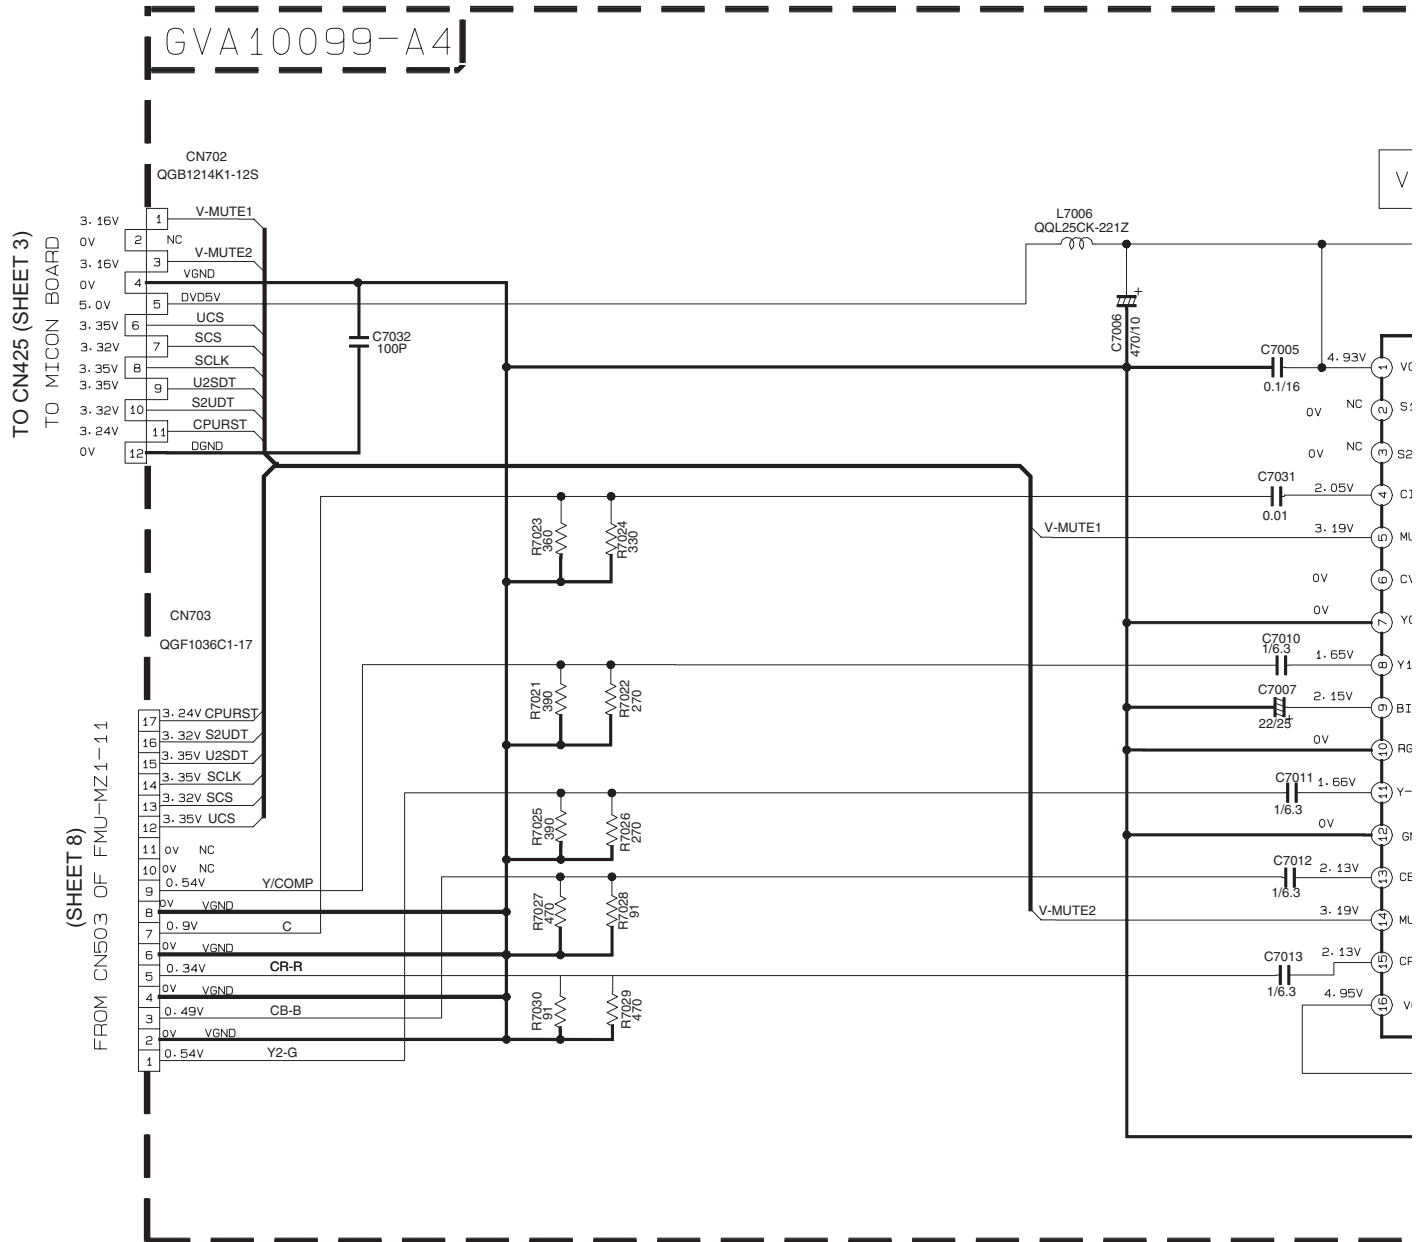 GVA10099-A4
CN702
QGB1214K1-12S
TO CN425 (SHEET 3)
TO MICON BOARD
3.16V 1 V-MUTE1
0V 2 NC
3.16V 3 V-MUTE2
0V 4 VGND
5.0V 5 DVD5V
3.35V 6 UCS
3.32V 7 SCS
3.35V 8 SCLK
3.35V 9 U2SDT
3.32V 10 S2UDT
3.24V 11 CPURST
0V 12 DGND
C7032
100P
L7006
QQL25CK-221Z
+
C7006
470/10
V
C7005
0.1/16
4.93V 1
0V NC 2
0V NC 3 S2
C7031
0.01
2.05V 4
V-MUTE1
3.19V 5
0V 6
0V 7
C7010
1/6.3
1.65V 8 Y1
C7007
22/25
+
2.15V 9
0V 10
C7011
1/6.3
1.66V 11 Y-
0V 12
C7012
1/6.3
2.13V 13
V-MUTE2
3.19V 14
C7013
1/6.3
2.13V 15
4.95V 16
R7023
360
R7024
330
R7021
390
R7022
270
R7025
390
R7026
270
R7027
470
R7028
91
R7030
91
R7029
470
CN703
QGF1036C1-17
(SHEET 8)
FROM CN503 OF FMU-MZ1-11
17 3.24V CPURST
16 3.32V S2UDT
15 3.35V U2SDT
14 3.35V SCLK
13 3.32V SCS
12 3.35V UCS
11 0V NC
10 0V NC
9 0.54V Y/COMP
8 0V VGND
7 0.9V C
6 0V VGND
5 0.34V CR-R
4 0V VGND
3 0.49V CB-B
2 0V VGND
1 0.54V Y2-G